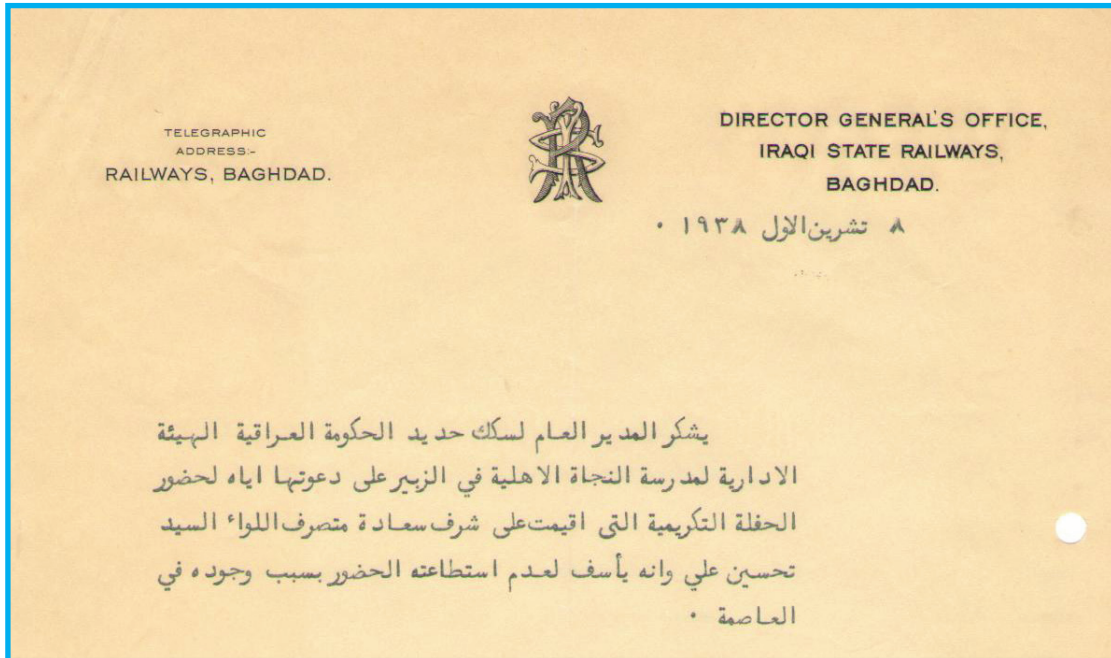 TELEGRAPHIC
ADDRESS:-
RAILWAYS, BAGHDAD.
DIRECTOR GENERAL'S OFFICE,
IRAQI STATE RAILWAYS,
BAGHDAD.
٨ تشرين الاول ١٩٣٨ ٠
يشكر المدير العام لسكك حديد الحكومة العراقية الهيئة
الادارية لمدرسة النجاة الاهلية في الزبير على دعوتها اياه لحضور
الحفلة التكريمية التى اقيمت على شرف سعادة متصرف اللواء السيد
تحسين علي وانه يأسف لعدم استطاعته الحضور بسبب وجوده في
العاصمة ٠